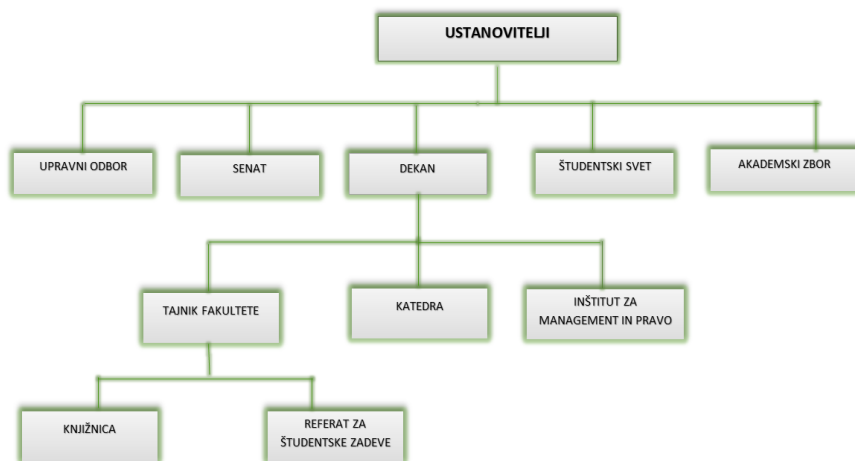 USTANOVITELJI
UPRAVNI ODBOR
SENAT
DEKAN
ŠTUDENTSKI SVET
AKADEMSKI ZBOR
TAJNIK FAKULTETE
KATEDRA
INŠTITUT ZA
MANAGEMENT IN PRAVO
KNJIŽNICA
REFERAT ZA
ŠTUDENTSKE ZADEVE